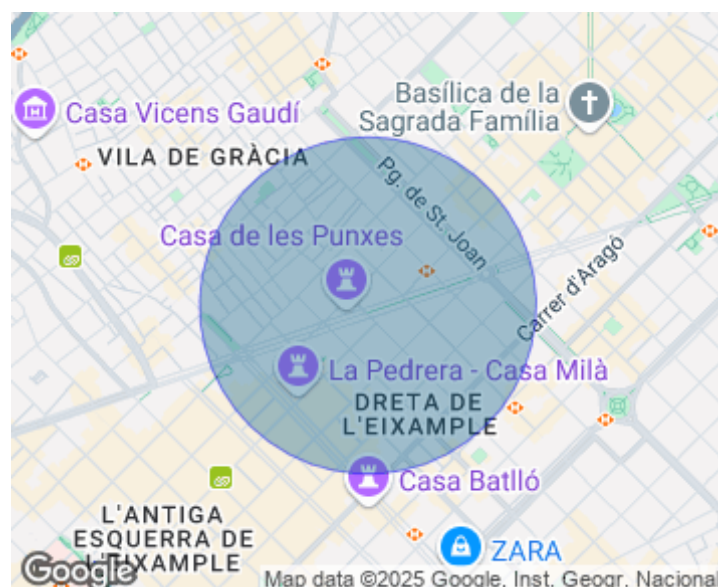 Basílica de la
Sagrada Família
Casa Vicens Gaudí
VILA DE GRÀCIA
Pg. de St. Joan
Casa de les Punxes
Carrer d'Aragó
La Pedrera - Casa Milà
DRETA DE
L'EIXAMPLE
Casa Batlló
L'ANTIGA
ESQUERRA DE
L'EIXAMPLE
ZARA
Google
Map data ©2025 Google, Inst. Geogr. Nacional